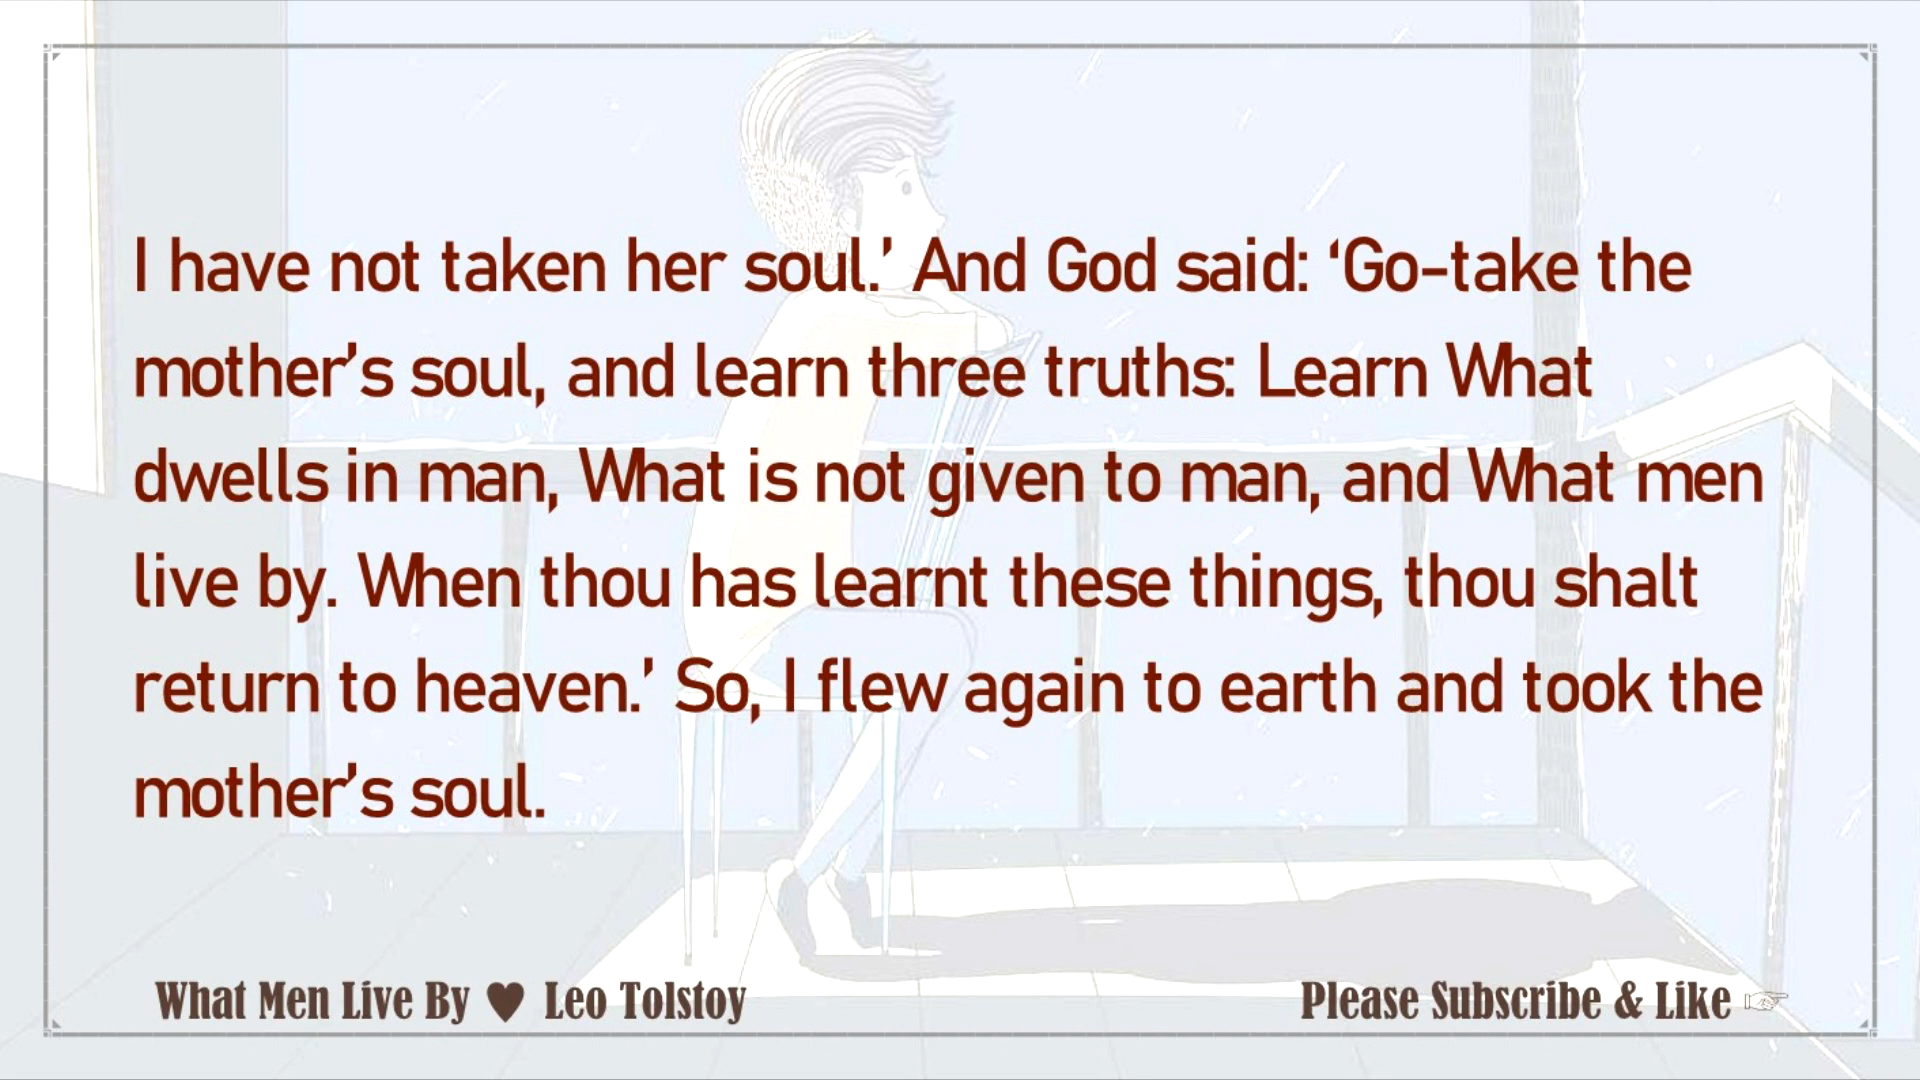 I have not taken her soul.’ And God said: ‘Go-take the
mother’s soul, and learn three truths: Learn What
dwells in man, What is not given to man, and What men
live by. When thou has learnt these things, thou shalt
return to heaven.’ So, I flew again to earth and took the
mother’s soul.
What Men Live By ♥ Leo Tolstoy
Please Subscribe & Like ☞